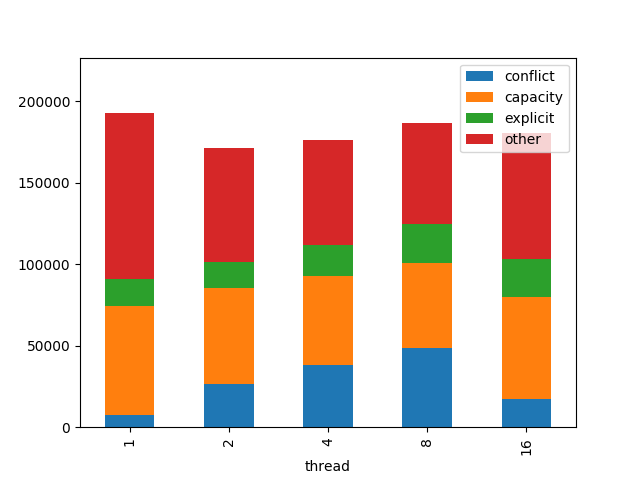 conflict
capacity
explicit
other
200000
150000
100000
50000
0
1
2
4
8
16
thread